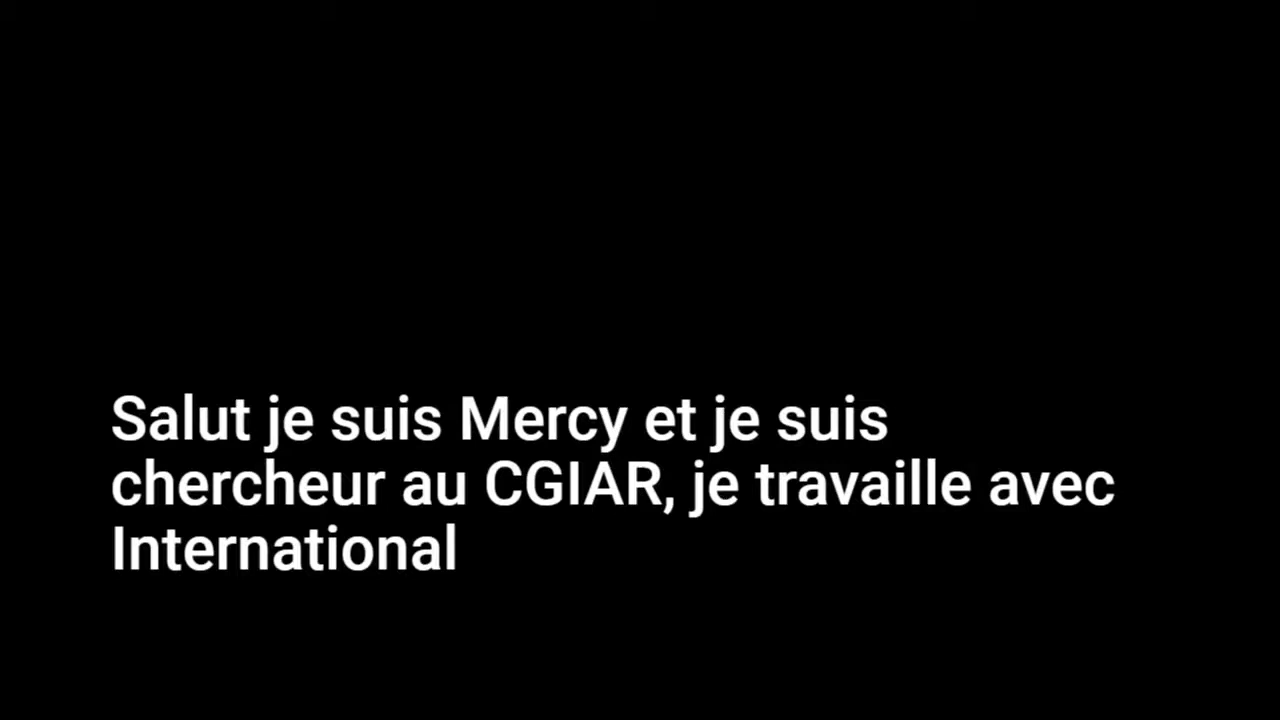 Salut je suis Mercy et je suis
chercheur au CGIAR, je travaille avec
International